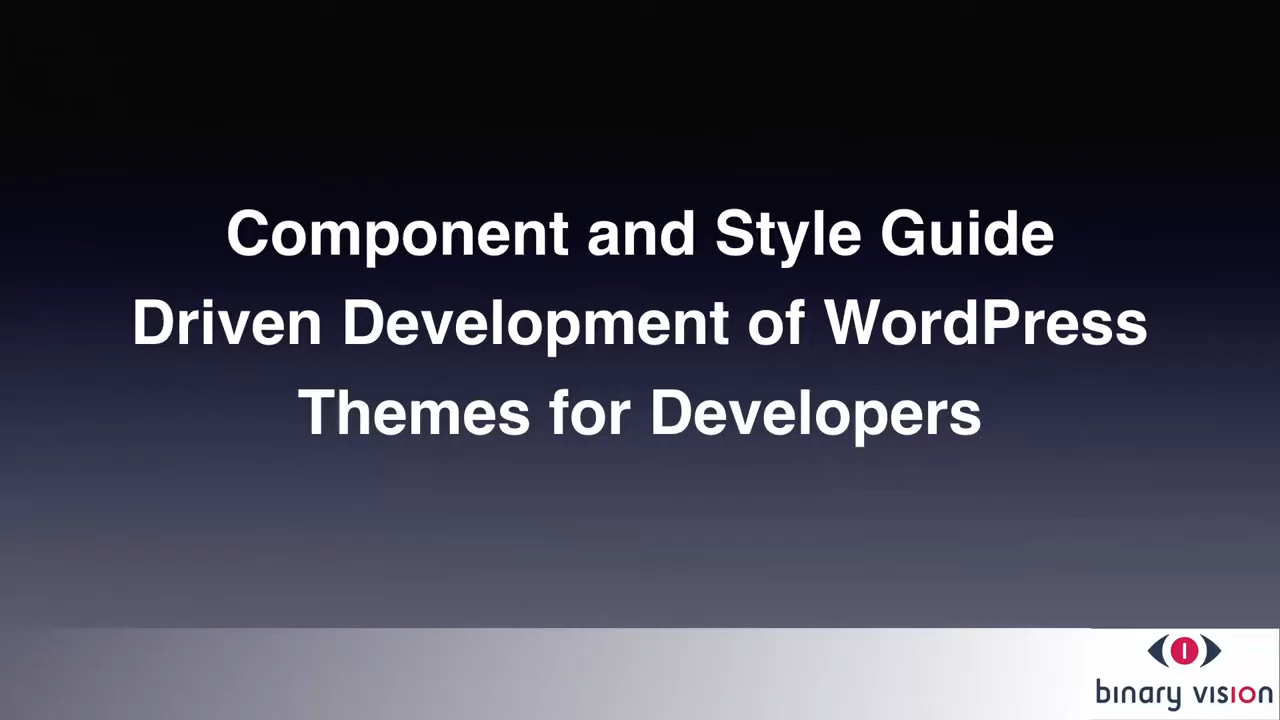 Component and Style Guide
Driven Development of WordPress
Themes for Developers
binary vision